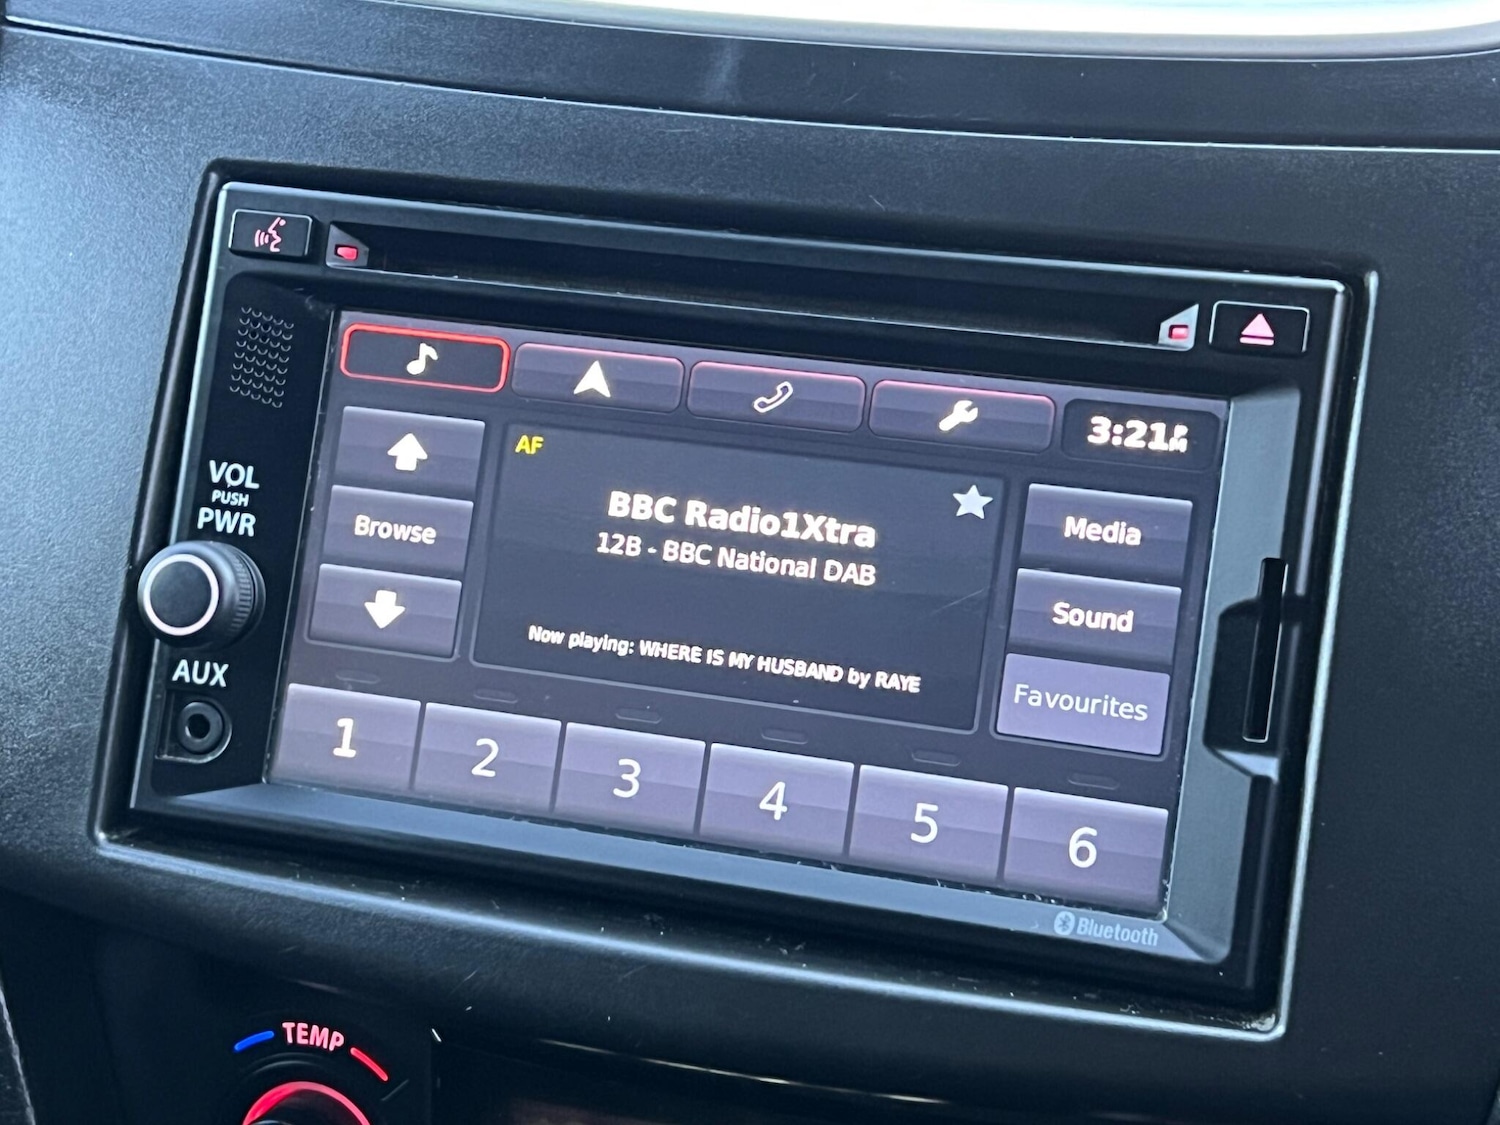 3:21PM
AF
BBC Radio1Xtra
12B - BBC National DAB
Now playing: WHERE IS MY HUSBAND by RAYE
Browse
Media
Sound
Favourites
VOL
PUSH
PWR
AUX
1 2 3 4 5 6
Bluetooth
TEMP